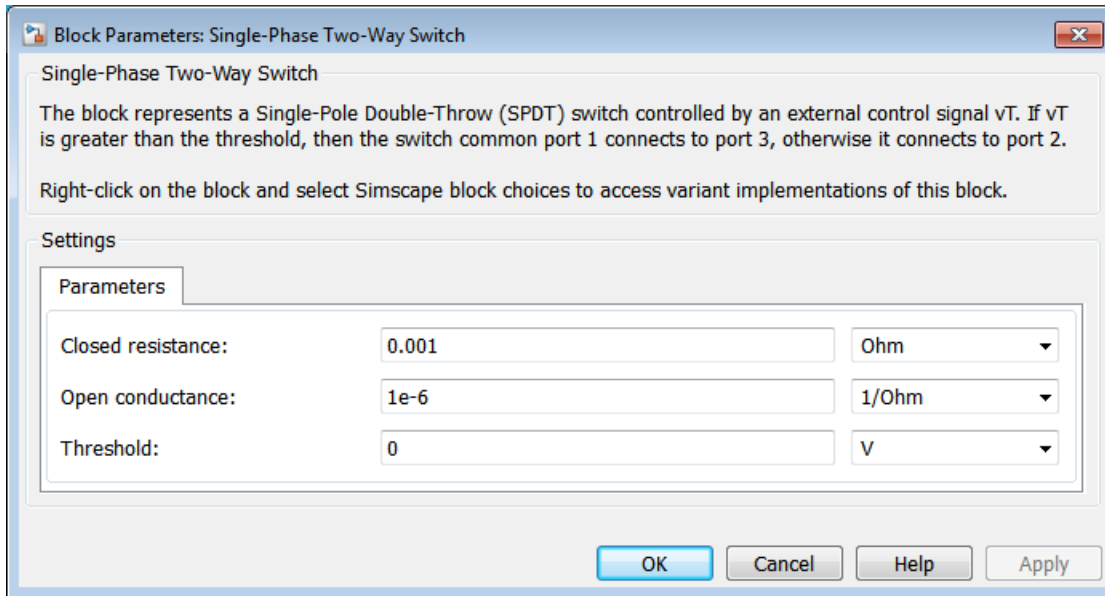 Block Parameters: Single-Phase Two-Way Switch
Single-Phase Two-Way Switch
The block represents a Single-Pole Double-Throw (SPDT) switch controlled by an external control signal vT. If vT
is greater than the threshold, then the switch common port 1 connects to port 3, otherwise it connects to port 2.
Right-click on the block and select Simscape block choices to access variant implementations of this block.
Settings
Parameters
Closed resistance: 0.001 Ohm
Open conductance: 1e-6 1/Ohm
Threshold: 0 V
OK Cancel Help Apply